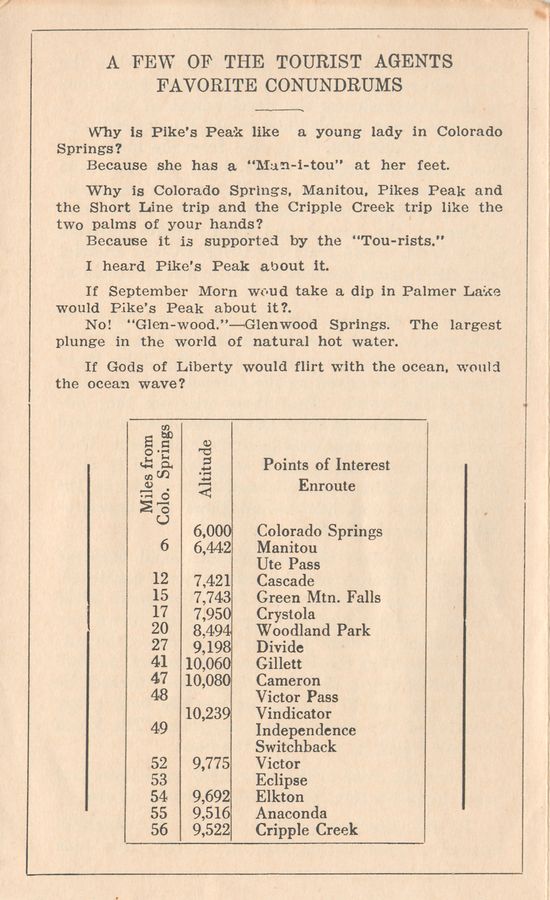 A FEW OF THE TOURIST AGENTS
FAVORITE CONUNDRUMS
Why is Pike's Peak like a young lady in Colorado
Springs?
Because she has a "Man-i-tou" at her feet.
Why is Colorado Springs, Manitou, Pikes Peak and
the Short Line trip and the Cripple Creek trip like the
two palms of your hands?
Because it is supported by the "Tou-rists."
I heard Pike's Peak about it.
If September Morn woud take a dip in Palmer Lake
would Pike's Peak about it?.
No! "Glen-wood."—Glenwood Springs. The largest
plunge in the world of natural hot water.
If Gods of Liberty would flirt with the ocean, would
the ocean wave?
Miles from Colo. Springs Altitude Points of Interest Enroute
6,000 Colorado Springs
6 6,442 Manitou
Ute Pass
12 7,421 Cascade
15 7,743 Green Mtn. Falls
17 7,950 Crystola
20 8,494 Woodland Park
27 9,198 Divide
41 10,060 Gillett
47 10,080 Cameron
48 Victor Pass
10,239 Vindicator
49 Independence
Switchback
52 9,775 Victor
53 Eclipse
54 9,692 Elkton
55 9,516 Anaconda
56 9,522 Cripple Creek